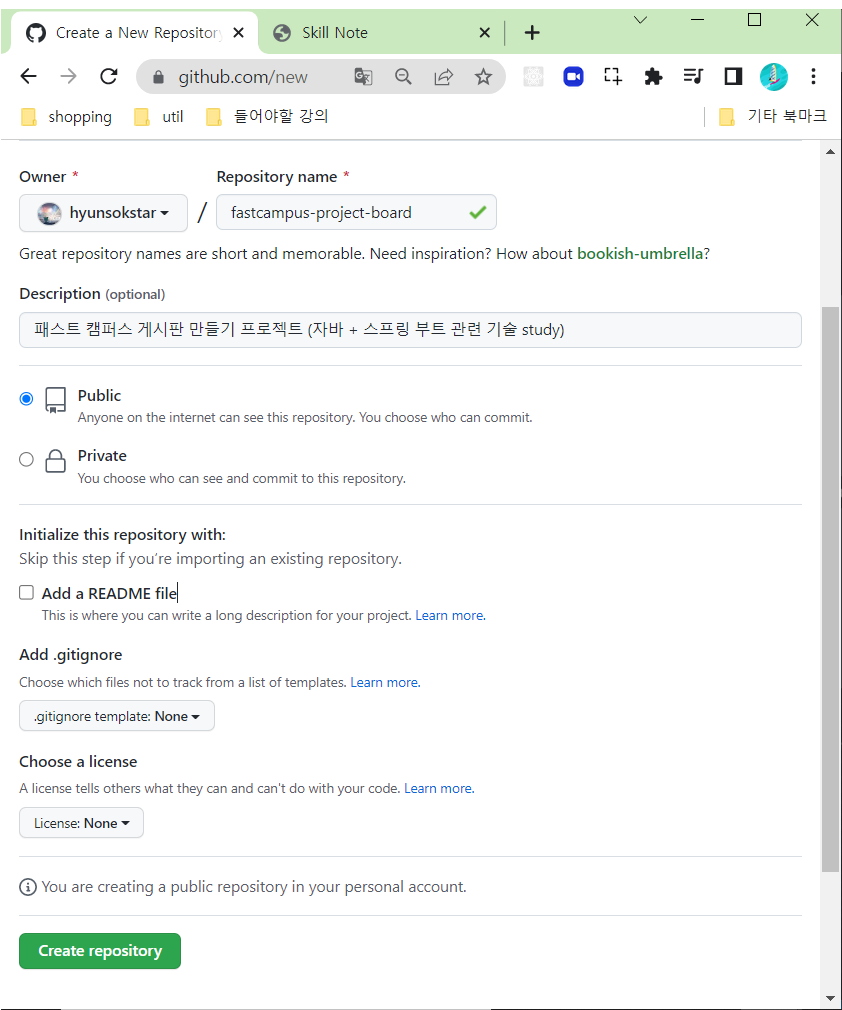 Create a New Repository
Skill Note
github.com/new
shopping
util
들어야할 강의
기타 북마크
Owner *
Repository name *
hyunsokstar
/
fastcampus-project-board
Great repository names are short and memorable. Need inspiration? How about bookish-umbrella?
Description (optional)
패스트 캠퍼스 게시판 만들기 프로젝트 (자바 + 스프링 부트 관련 기술 study)
Public
Anyone on the internet can see this repository. You choose who can commit.
Private
You choose who can see and commit to this repository.
Initialize this repository with:
Skip this step if you're importing an existing repository.
Add a README file
This is where you can write a long description for your project. Learn more.
Add .gitignore
Choose which files not to track from a list of templates. Learn more.
.gitignore template: None
Choose a license
A license tells others what they can and can't do with your code. Learn more.
License: None
You are creating a public repository in your personal account.
Create repository